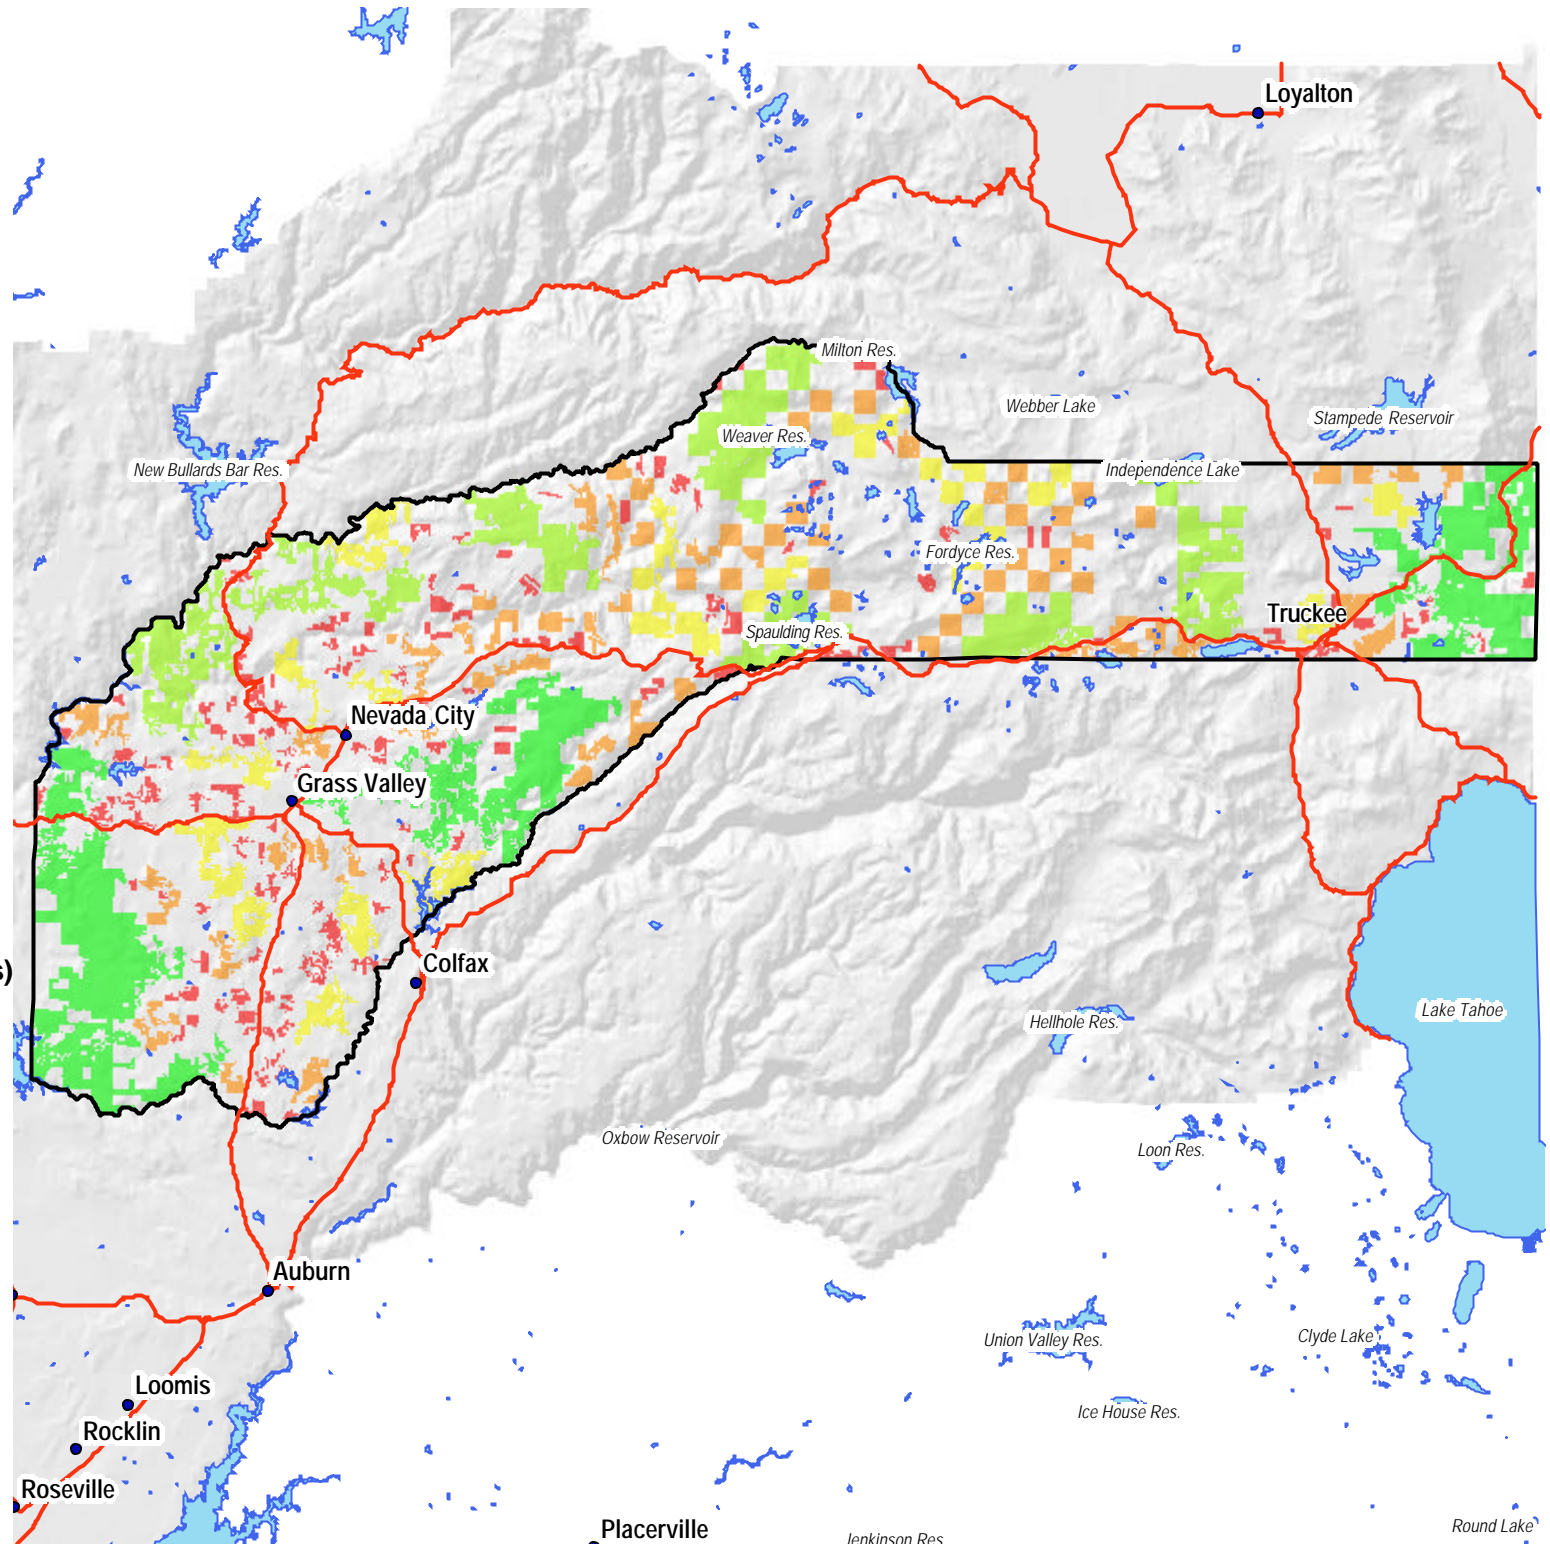 Loyalton
Milton Res.
Webber Lake
Stampede Reservoir
Weaver Res.
New Bullards Bar Res.
Independence Lake
Fordyce Res.
Truckee
Spaulding Res.
Nevada City
Grass Valley
Colfax
s)
Lake Tahoe
Hellhole Res.
Oxbow Reservoir
Loon Res.
Auburn
Union Valley Res.
Clyde Lake
Loomis
Ice House Res.
Rocklin
Roseville
Placerville
Round Lake
Jenkinson Res.